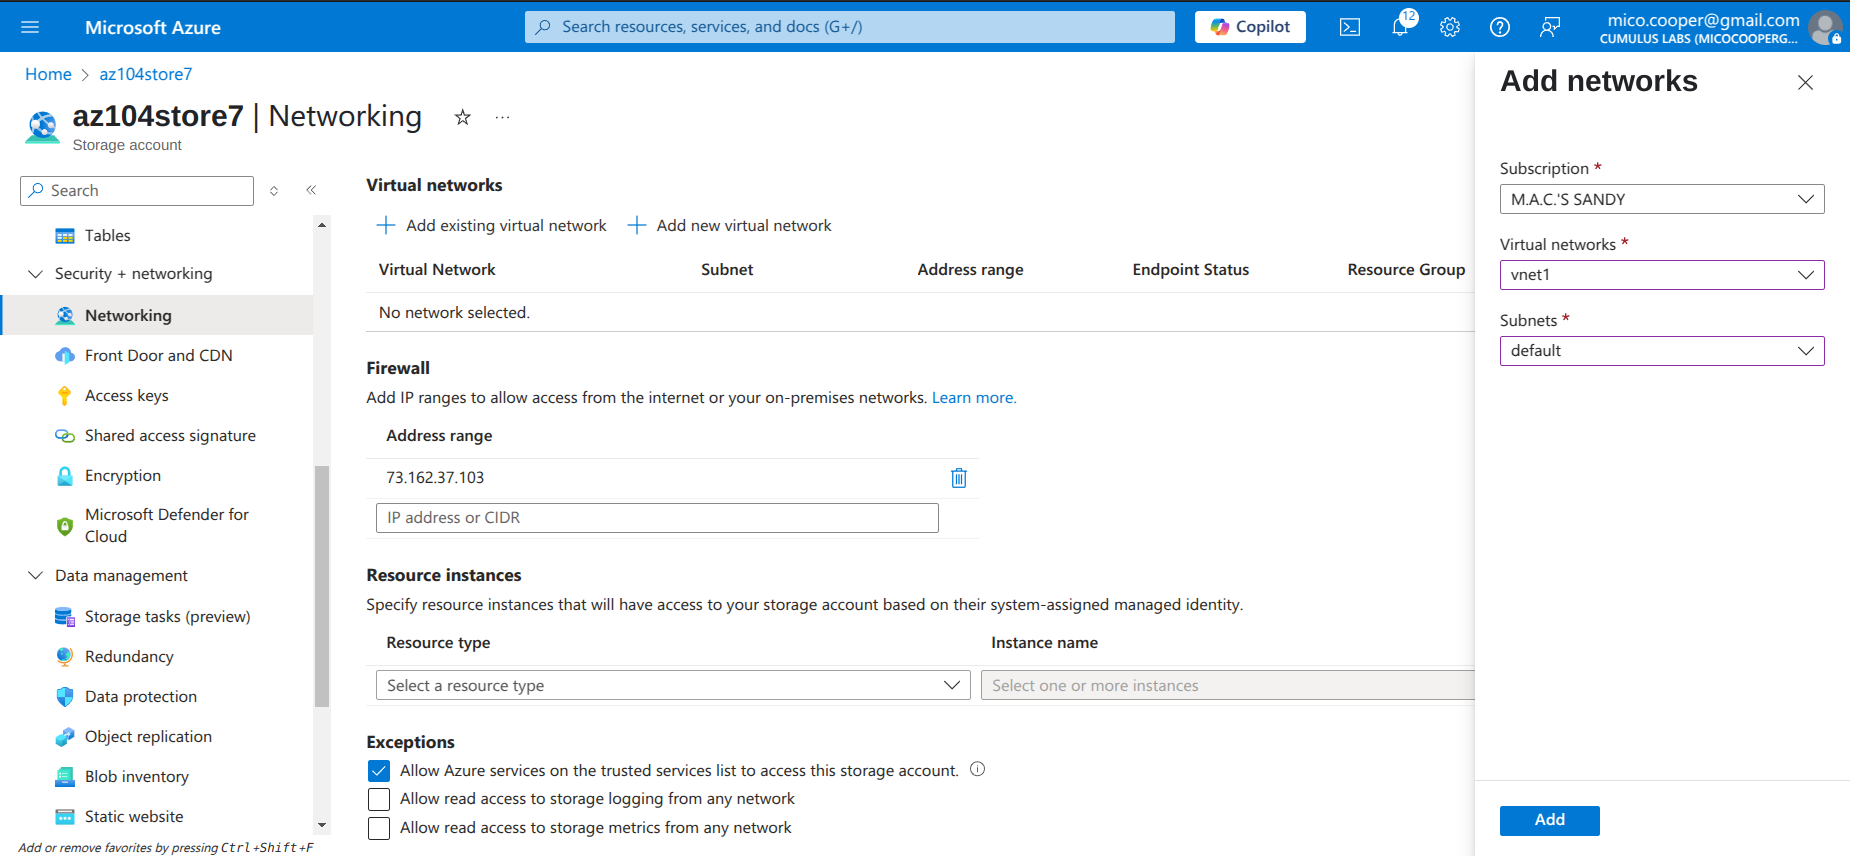 Microsoft Azure
Search resources, services, and docs (G+/)
Copilot
12
mico.cooper@gmail.com
CUMULUS LABS (MICOCOOPERG...
Home > az104store7
az104store7 | Networking
...
Storage account
Search
Tables
Security + networking
Networking
Front Door and CDN
Access keys
Shared access signature
Encryption
Microsoft Defender for
Cloud
Data management
Storage tasks (preview)
Redundancy
Data protection
Object replication
Blob inventory
Static website
Add or remove favorites by pressing Ctrl+Shift+F
Virtual networks
Add existing virtual network
Add new virtual network
Virtual Network Subnet Address range Endpoint Status Resource Group
No network selected.
Firewall
Add IP ranges to allow access from the internet or your on-premises networks. Learn more.
Address range
73.162.37.103
IP address or CIDR
Resource instances
Specify resource instances that will have access to your storage account based on their system-assigned managed identity.
Resource type Instance name
Select a resource type Select one or more instances
Exceptions
Allow Azure services on the trusted services list to access this storage account.
Allow read access to storage logging from any network
Allow read access to storage metrics from any network
Add networks
Subscription *
M.A.C.'S SANDY
Virtual networks *
vnet1
Subnets *
default
Add